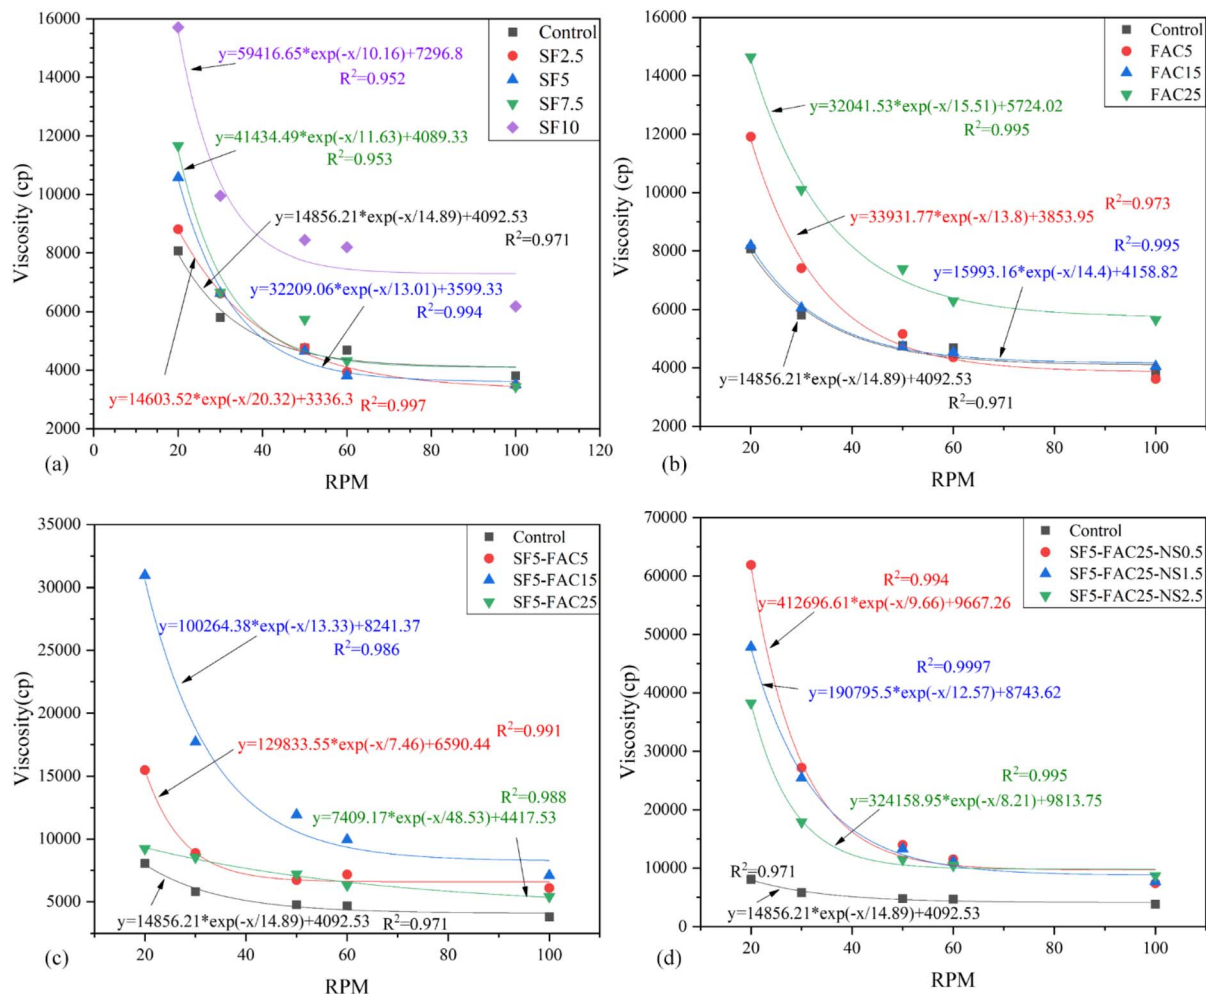 16000
14000
12000
10000
8000
6000
4000
2000
0
20
40
60
80
100
120
Viscosity (cp)
RPM
(a)
Control
SF2.5
SF5
SF7.5
SF10
y=59416.65*exp(-x/10.16)+7296.8
R²=0.952
y=41434.49*exp(-x/11.63)+4089.33
R²=0.953
y=14856.21*exp(-x/14.89)+4092.53
R²=0.971
y=32209.06*exp(-x/13.01)+3599.33
R²=0.994
y=14603.52*exp(-x/20.32)+3336.3
R²=0.997
16000
14000
12000
10000
8000
6000
4000
2000
20
40
60
80
100
Viscosity (cp)
RPM
(b)
Control
FAC5
FAC15
FAC25
y=32041.53*exp(-x/15.51)+5724.02
R²=0.995
R²=0.973
y=33931.77*exp(-x/13.8)+3853.95
R²=0.995
y=15993.16*exp(-x/14.4)+4158.82
y=14856.21*exp(-x/14.89)+4092.53
R²=0.971
35000
30000
25000
20000
15000
10000
5000
20
40
60
80
100
Viscosity(cp)
RPM
(c)
Control
SF5-FAC5
SF5-FAC15
SF5-FAC25
y=100264.38*exp(-x/13.33)+8241.37
R²=0.986
R²=0.991
y=129833.55*exp(-x/7.46)+6590.44
R²=0.988
y=7409.17*exp(-x/48.53)+4417.53
y=14856.21*exp(-x/14.89)+4092.53
R²=0.971
70000
60000
50000
40000
30000
20000
10000
0
20
40
60
80
100
Viscosity(cp)
RPM
(d)
Control
SF5-FAC25-NS0.5
SF5-FAC25-NS1.5
SF5-FAC25-NS2.5
R²=0.994
y=412696.61*exp(-x/9.66)+9667.26
R²=0.9997
y=190795.5*exp(-x/12.57)+8743.62
R²=0.995
y=324158.95*exp(-x/8.21)+9813.75
R²=0.971
y=14856.21*exp(-x/14.89)+4092.53